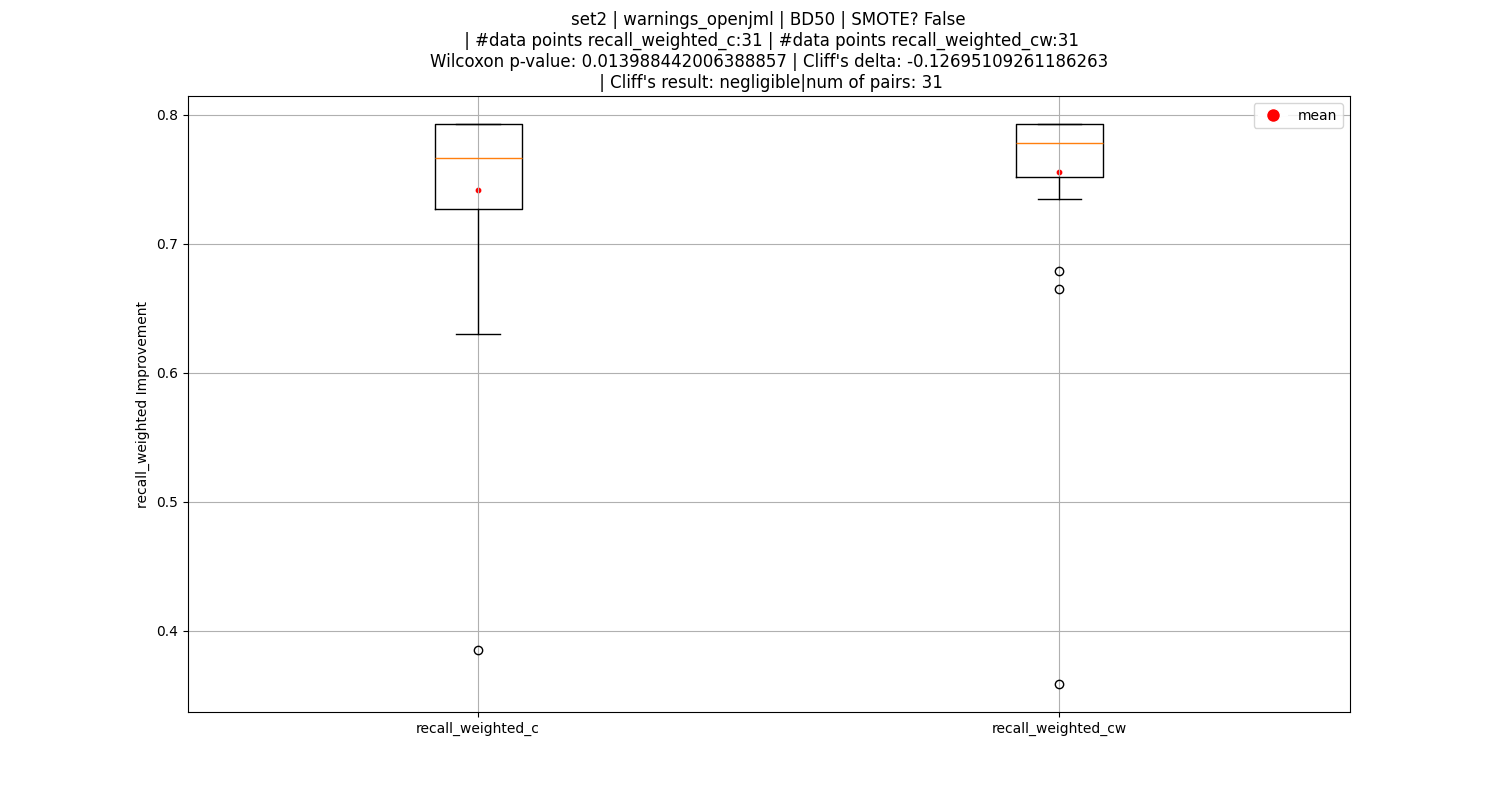 set2 | warnings_openjml | BD50 | SMOTE? False
| #data points recall_weighted_c:31 | #data points recall_weighted_cw:31
Wilcoxon p-value: 0.013988442006388857 | Cliff's delta: -0.12695109261186263
| Cliff's result: negligible|num of pairs: 31
mean
0.8
0.7
0.6
0.5
0.4
recall_weighted Improvement
recall_weighted_c
recall_weighted_cw